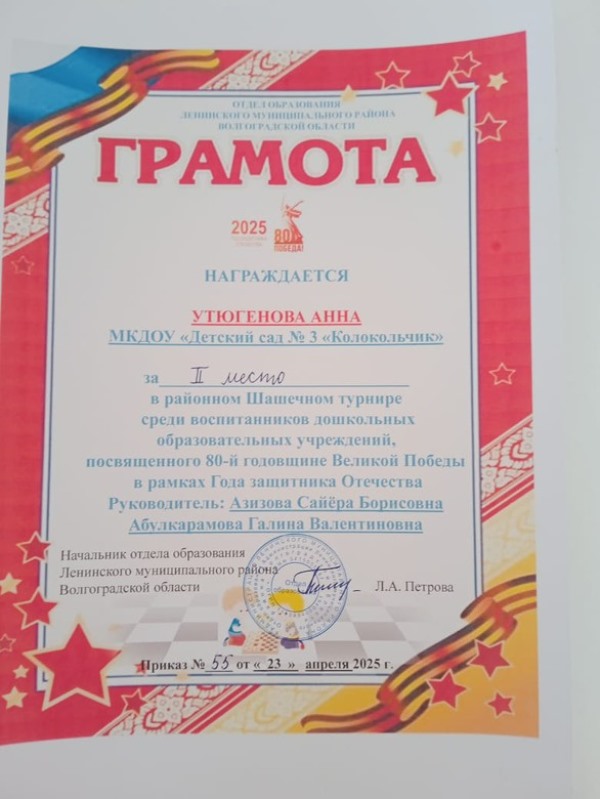 ОТДЕЛ ОБРАЗОВАНИЯ
ЛЕНИНСКОГО МУНИЦИПАЛЬНОГО РАЙОНА
ВОЛГОГРАДСКОЙ ОБЛАСТИ
ГРАМОТА
2025
80
ПОБЕДА!
НАГРАЖДАЕТСЯ
УТЮГЕНОВА АННА
МКДОУ «Детский сад № 3 «Колокольчик»
за II место
в районном Шашечном турнире
среди воспитанников дошкольных
образовательных учреждений,
посвященного 80-й годовщине Великой Победы
в рамках Года защитника Отечества
Руководитель: Азизова Сайёра Борисовна
Абулкарамова Галина Валентиновна
Начальник отдела образования
Ленинского муниципального района
Волгоградской области Л.А. Петрова
Приказ № 55 от « 23 » апреля 2025 г.